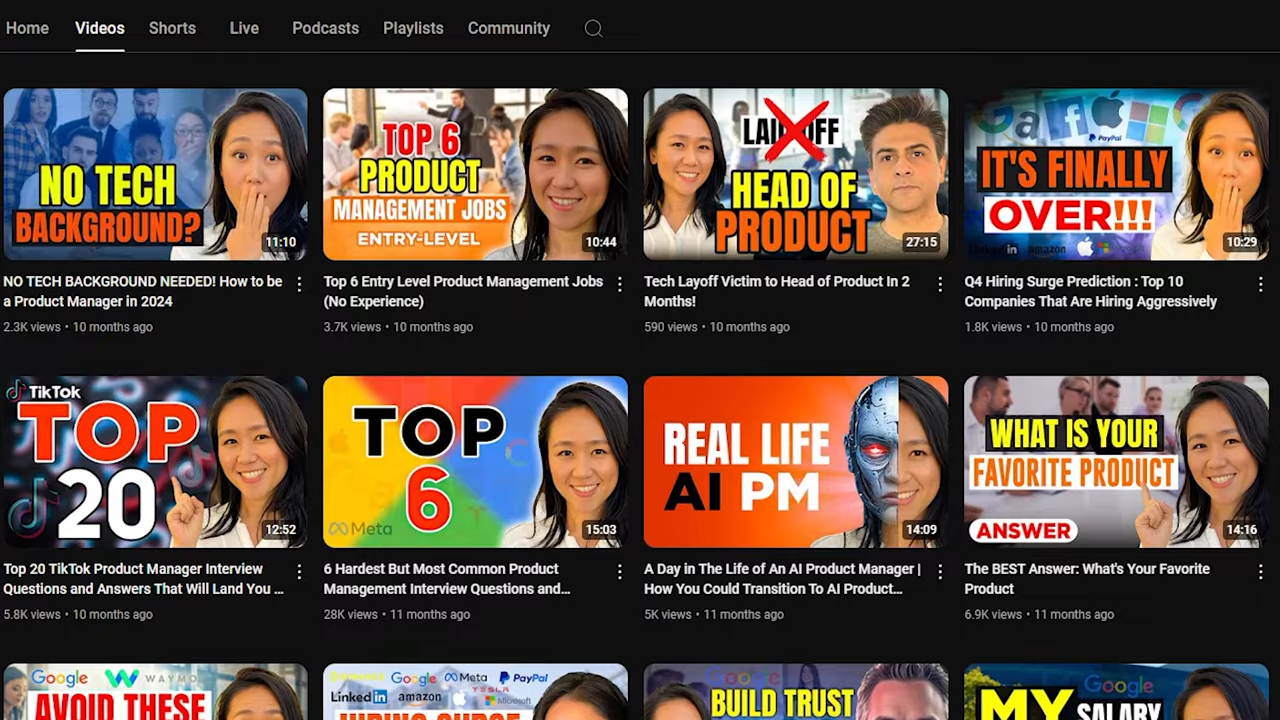 Home Videos Shorts Live Podcasts Playlists Community
NO TECH
BACKGROUND?
11:10
NO TECH BACKGROUND NEEDED! How to be
a Product Manager in 2024
2.3K views • 10 months ago
TOP 6
PRODUCT
MANAGEMENT JOBS
ENTRY-LEVEL
10:44
Top 6 Entry Level Product Management Jobs
(No Experience)
3.7K views • 10 months ago
LAYOFF
HEAD OF
PRODUCT
27:15
Tech Layoff Victim to Head of Product In 2
Months!
590 views • 10 months ago
PayPal
IT'S FINALLY
OVER!!!
LinkedIn amazon
10:29
Q4 Hiring Surge Prediction : Top 10
Companies That Are Hiring Aggressively
1.8K views • 10 months ago
TikTok
TOP
20
12:52
Top 20 TikTok Product Manager Interview
Questions and Answers That Will Land You ...
5.8K views • 10 months ago
TOP
6
Meta
15:03
6 Hardest But Most Common Product
Management Interview Questions and...
28K views • 11 months ago
REAL LIFE
AI PM
14:09
A Day in The Life of An AI Product Manager |
How You Could Transition To AI Product...
5K views • 11 months ago
WHAT IS YOUR
FAVORITE PRODUCT
ANSWER
14:16
The BEST Answer: What's Your Favorite
Product
6.9K views • 11 months ago
Google WAYMO
AVOID THESE
Google Meta PayPal
LinkedIn amazon TESLA Microsoft
HIRING SURGE
BUILD TRUST
Google
MY SALARY